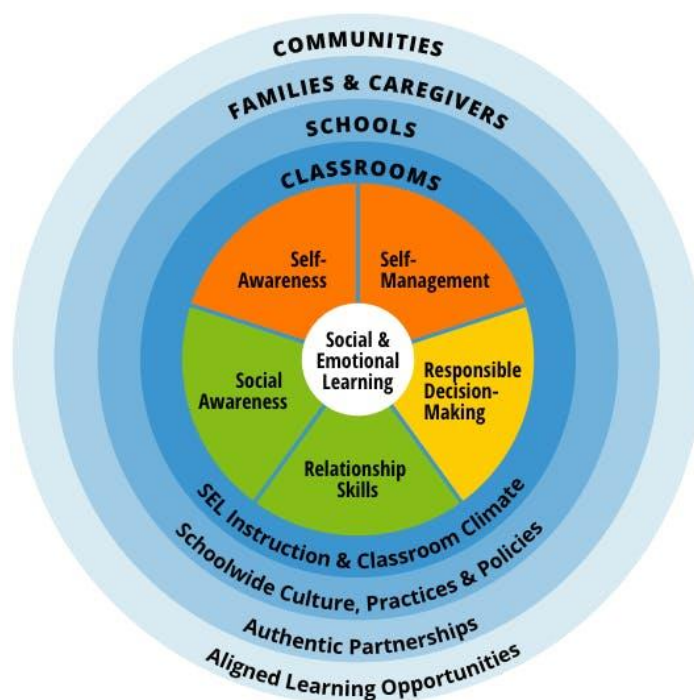 COMMUNITIES
FAMILIES & CAREGIVERS
SCHOOLS
CLASSROOMS
Self-
Awareness
Self-
Management
Social &
Emotional
Learning
Social
Awareness
Responsible
Decision-
Making
Relationship
Skills
SEL Instruction & Classroom Climate
Schoolwide Culture, Practices & Policies
Authentic Partnerships
Aligned Learning Opportunities